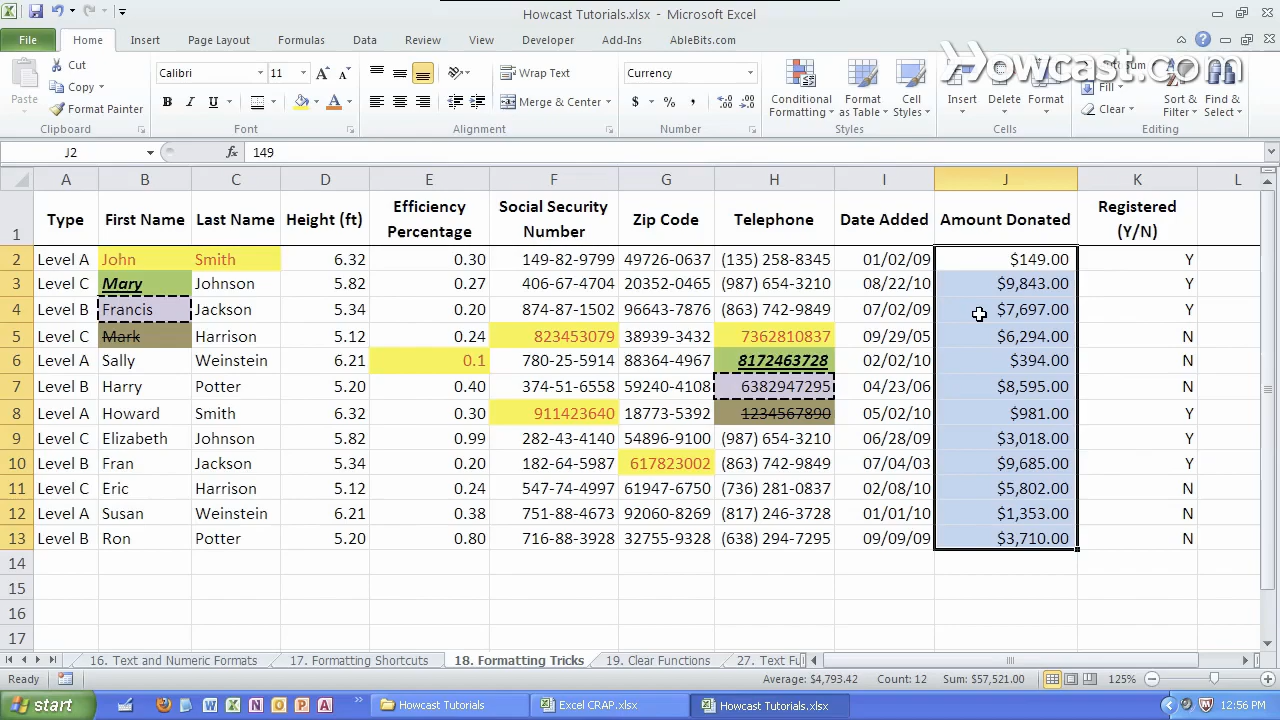 Howcast Tutorials.xlsx - Microsoft Excel
File Home Insert Page Layout Formulas Data Review View Developer Add-Ins AbleBits.com
Howcast.com
Cut
Copy
Format Painter
Paste
Clipboard
Calibri 11
B I U
Font
Wrap Text
Merge & Center
Alignment
Currency
$ % ,
Number
Conditional Formatting
Format as Table
Cell Styles
Styles
Insert Delete Format
Cells
Fill
Clear
Sort & Filter
Find & Select
Editing
J2 fx 149
A B C D E F G H I J K L
1 Type First Name Last Name Height (ft) Efficiency Percentage Social Security Number Zip Code Telephone Date Added Amount Donated Registered (Y/N)
2 Level A John Smith 6.32 0.30 149-82-9799 49726-0637 (135) 258-8345 01/02/09 $149.00 Y
3 Level C Mary Johnson 5.82 0.27 406-67-4704 20352-0465 (987) 654-3210 08/22/10 $9,843.00 Y
4 Level B Francis Jackson 5.34 0.20 874-87-1502 96643-7876 (863) 742-9849 07/02/09 $7,697.00 Y
5 Level C Mark Harrison 5.12 0.24 823453079 38939-3432 7362810837 09/29/05 $6,294.00 N
6 Level A Sally Weinstein 6.21 0.1 780-25-5914 88364-4967 8172463728 02/02/10 $394.00 N
7 Level B Harry Potter 5.20 0.40 374-51-6558 59240-4108 6382947295 04/23/06 $8,595.00 N
8 Level A Howard Smith 6.32 0.30 911423640 18773-5392 1234567890 05/02/10 $981.00 Y
9 Level C Elizabeth Johnson 5.82 0.99 282-43-4140 54896-9100 (987) 654-3210 06/28/09 $3,018.00 Y
10 Level B Fran Jackson 5.34 0.20 182-64-5987 617823002 (863) 742-9849 07/04/03 $9,685.00 Y
11 Level C Eric Harrison 5.12 0.24 547-74-4997 61947-6750 (736) 281-0837 02/08/10 $5,802.00 N
12 Level A Susan Weinstein 6.21 0.38 751-88-4673 92060-8269 (817) 246-3728 01/01/10 $1,353.00 N
13 Level B Ron Potter 5.20 0.80 716-88-3928 32755-9328 (638) 294-7295 09/09/09 $3,710.00 N
14
15
16
17
16. Text and Numeric Formats 17. Formatting Shortcuts 18. Formatting Tricks 19. Clear Functions 27. Text Fu
Ready Average: $4,793.42 Count: 12 Sum: $57,521.00 125%
start Howcast Tutorials Excel CRAP.xlsx Howcast Tutorials.xlsx 12:56 PM